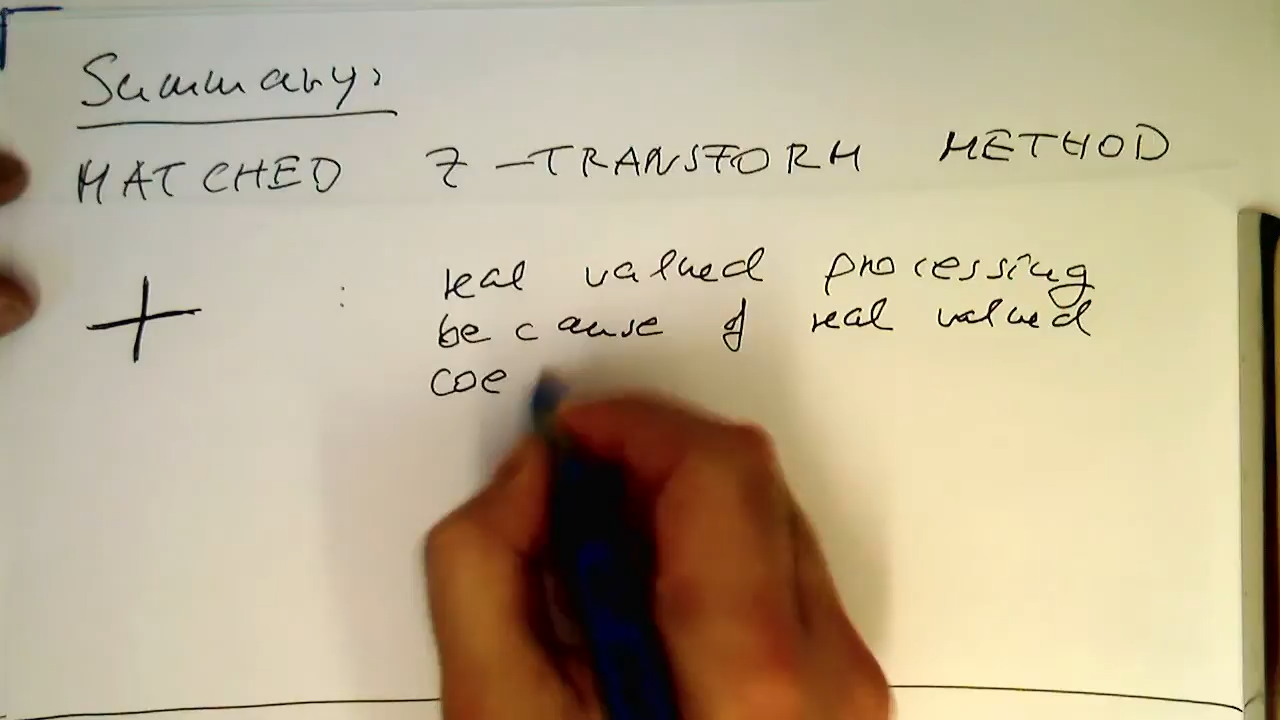 Summary:
MATCHED Z-TRANSFORM METHOD
+ : real valued processing
because of real valued
coe